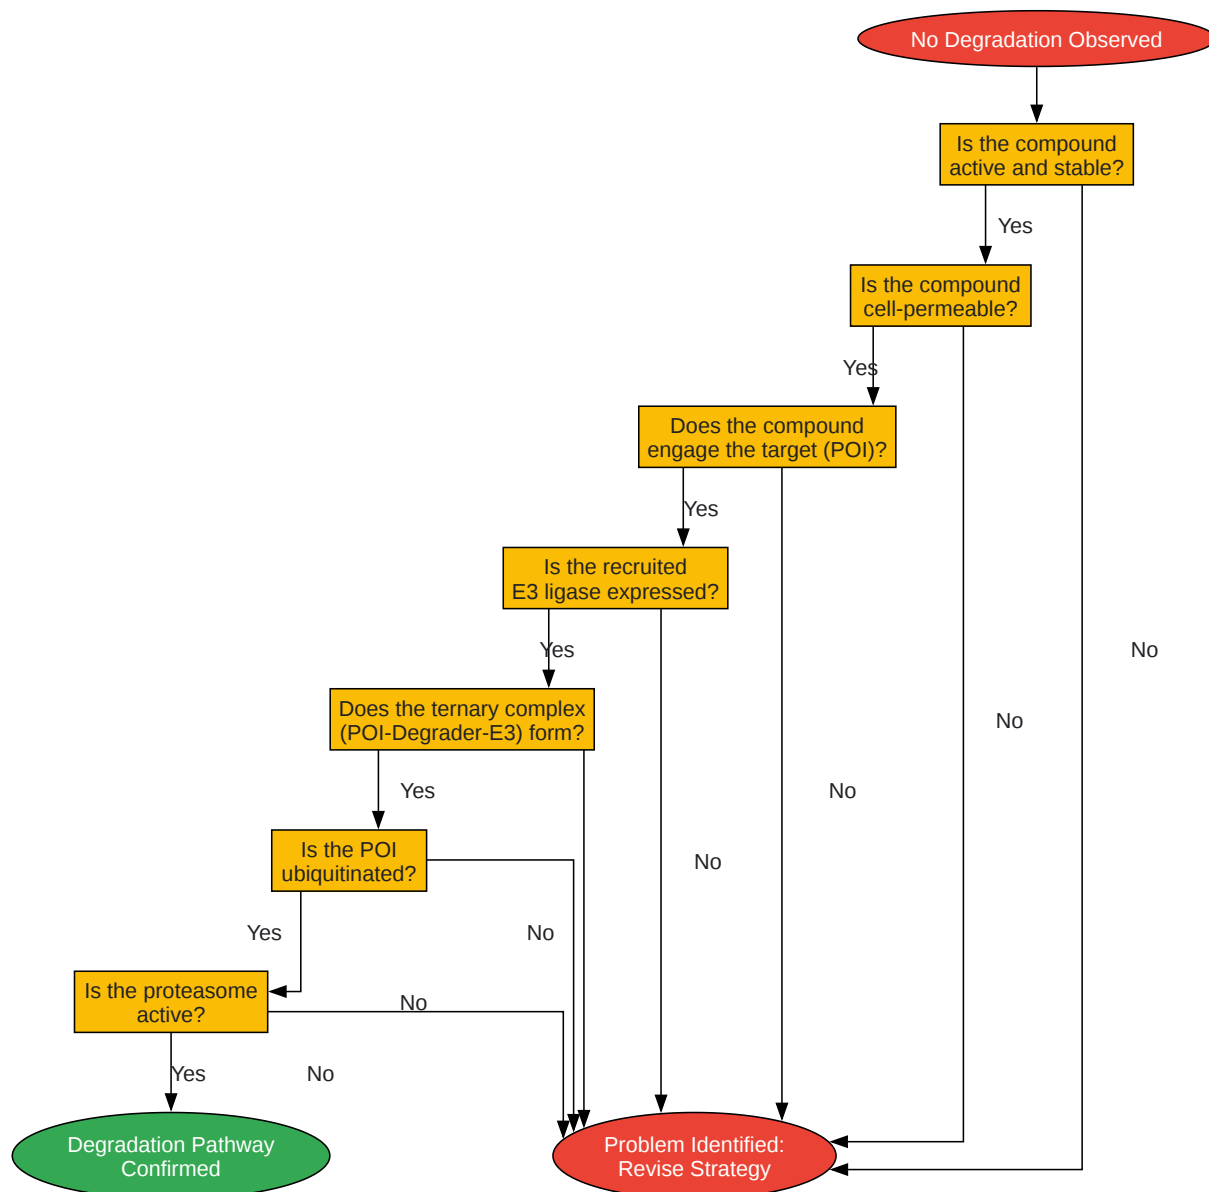 No Degradation Observed
Is the compound
active and stable?
Yes
Is the compound
cell-permeable?
Yes
Does the compound
engage the target (POI)?
Yes
Is the recruited
E3 ligase expressed?
Yes
No
Does the ternary complex
(POI-Degrader-E3) form?
No
Yes
No
Is the POI
ubiquitinated?
No
Yes
No
Is the proteasome
active?
No
Yes
No
Degradation Pathway
Confirmed
Problem Identified:
Revise Strategy